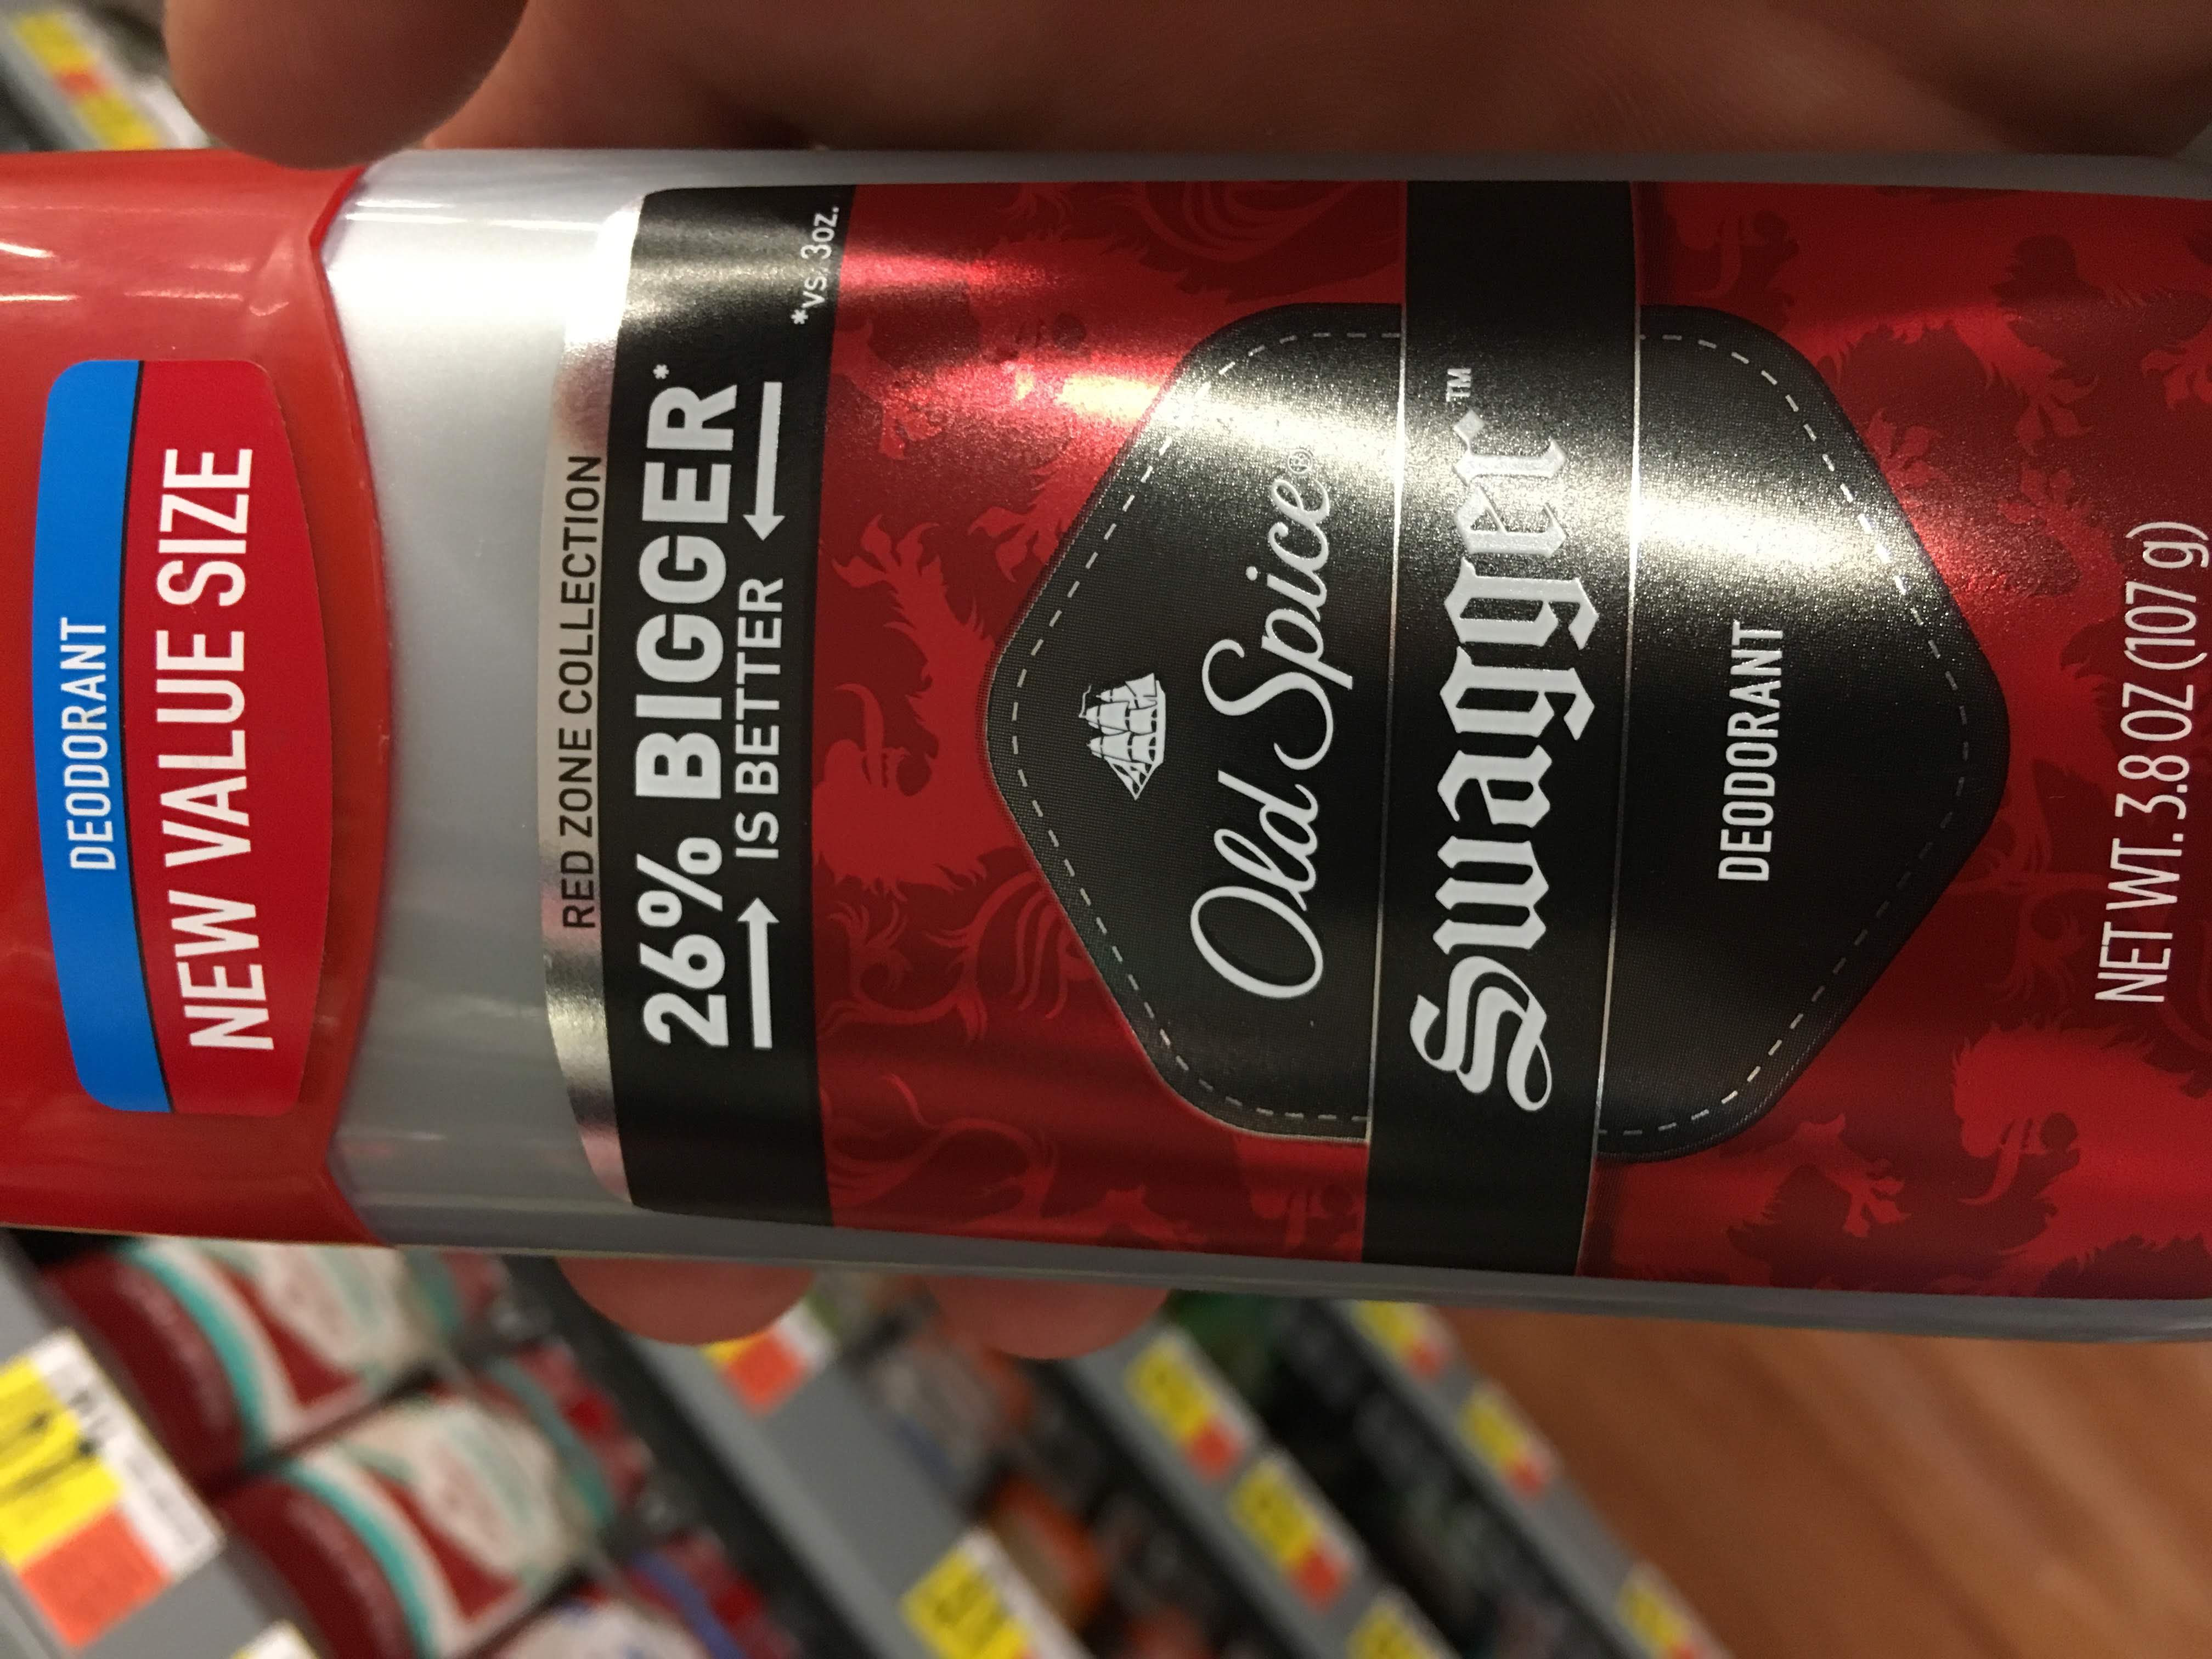 DEODORANT
NEW VALUE SIZE
RED ZONE COLLECTION
26% BIGGER*
IS BETTER
*vs. 3oz.
Old Spice®
Swagger™
DEODORANT
NET WT. 3.8 OZ (107 g)